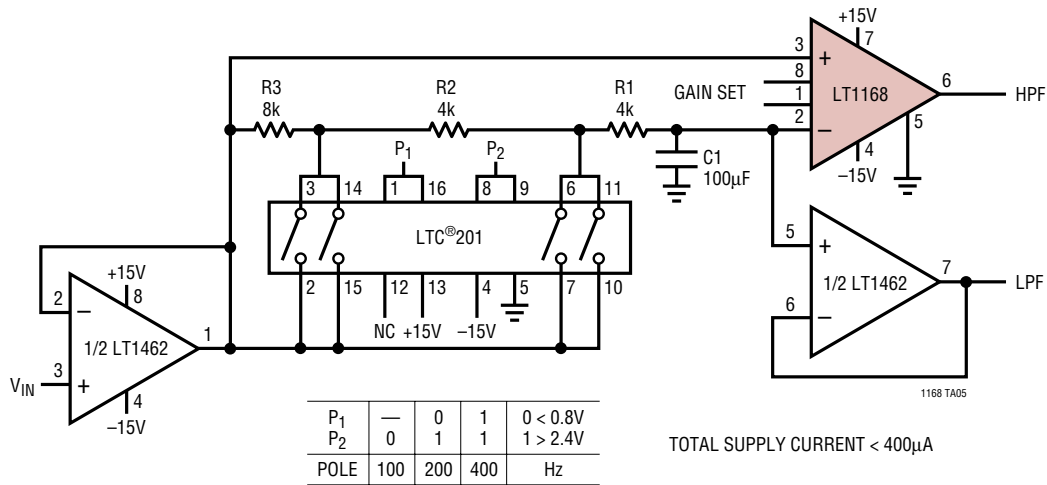 +15V
3
7
+
R3
R2
R1
GAIN SET
8
1
LT1168
6
HPF
8k
4k
4k
2
–
5
P1
P2
C1
100µF
4
–15V
3
14
1
16
8
9
6
11
LTC®201
5
+
7
LPF
+15V
8
2
15
12
13
4
5
7
10
1/2 LT1462
2
–
6
–
NC
+15V
–15V
1/2 LT1462
1
VIN
3
+
4
–15V
1168 TA05
P1 — 0 1 0 < 0.8V
P2 0 1 1 1 > 2.4V
POLE 100 200 400 Hz
TOTAL SUPPLY CURRENT < 400µA